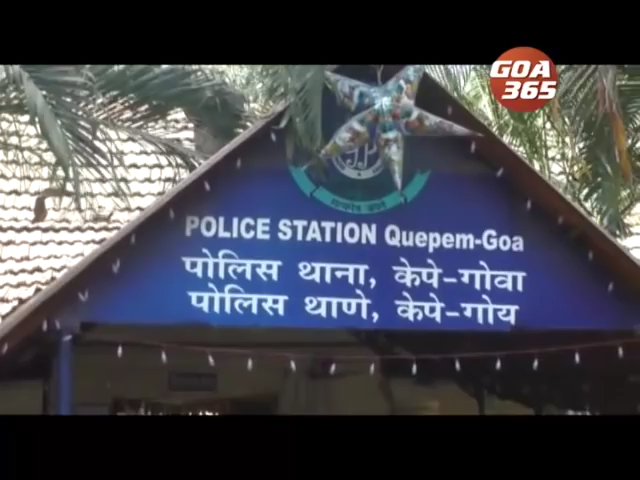 GOA
365
POLICE STATION Quepem-Goa
पोलिस थाना, केपे-गोवा
पोलिस थाणे, केपे-गोय